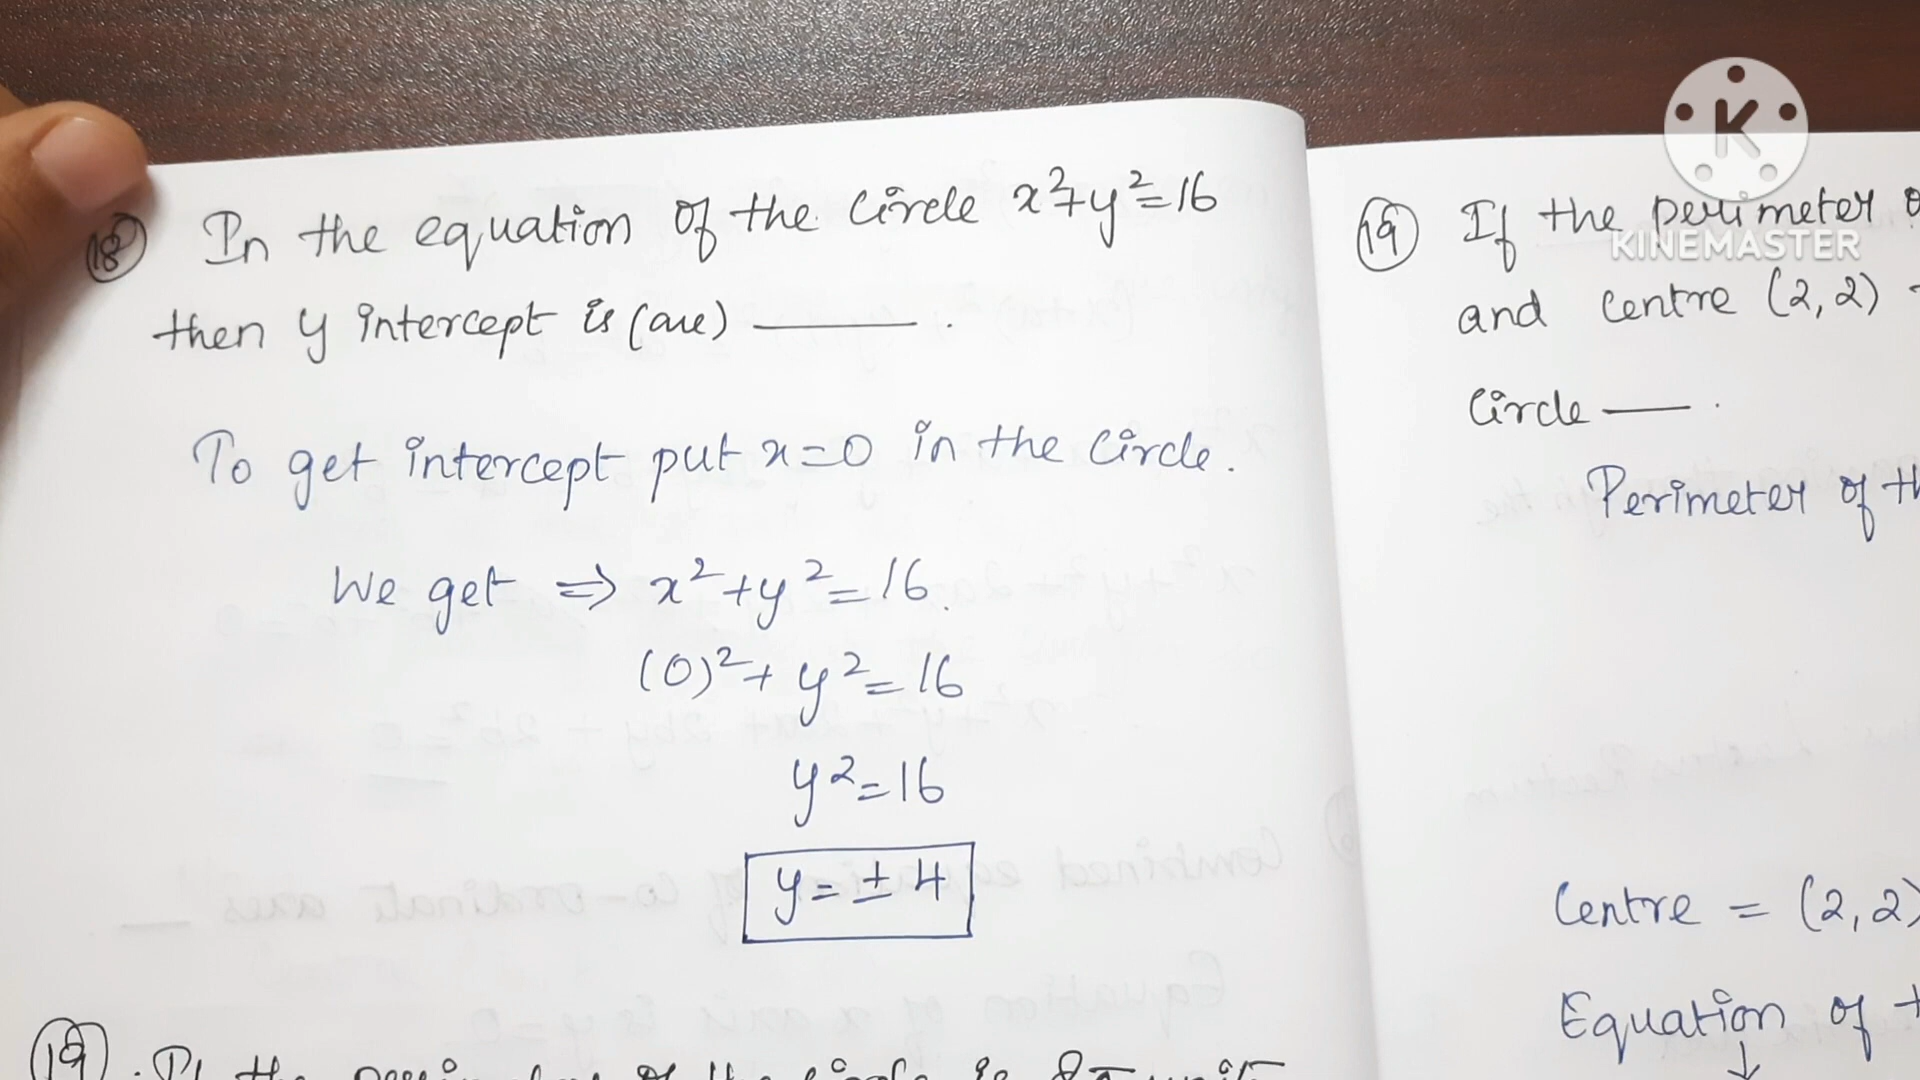 18 In the equation of the circle x²+y²=16
then y intercept is (are) ______ .
To get intercept put x=0 in the circle.
We get ⇒ x²+y²=16.
(0)²+y²=16
y²=16
y=±4
19
19 If the perimeter
and centre (2,2)
circle ___ .
Perimeter of
Centre = (2,2)
Equation of
↓
K
KINEMASTER